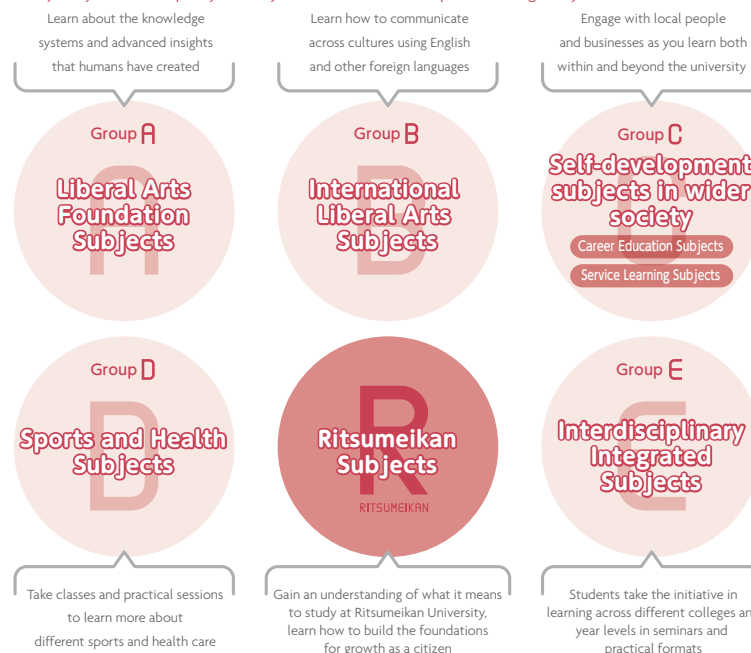 Learn about the knowledge
systems and advanced insights
that humans have created
Learn how to communicate
across cultures using English
and other foreign languages
Engage with local people
and businesses as you learn both
within and beyond the university
Group A
Liberal Arts
Foundation
Subjects
Group B
International
Liberal Arts
Subjects
Group C
Self-development
subjects in wider
society
Career Education Subjects
Service Learning Subjects
Group D
Sports and Health
Subjects
Ritsumeikan
Subjects
RITSUMEIKAN
Group E
Interdisciplinary
Integrated
Subjects
Take classes and practical sessions
to learn more about
different sports and health care
Gain an understanding of what it means
to study at Ritsumeikan University,
learn how to build the foundations
for growth as a citizen
Students take the initiative in
learning across different colleges an
year levels in seminars and
practical formats